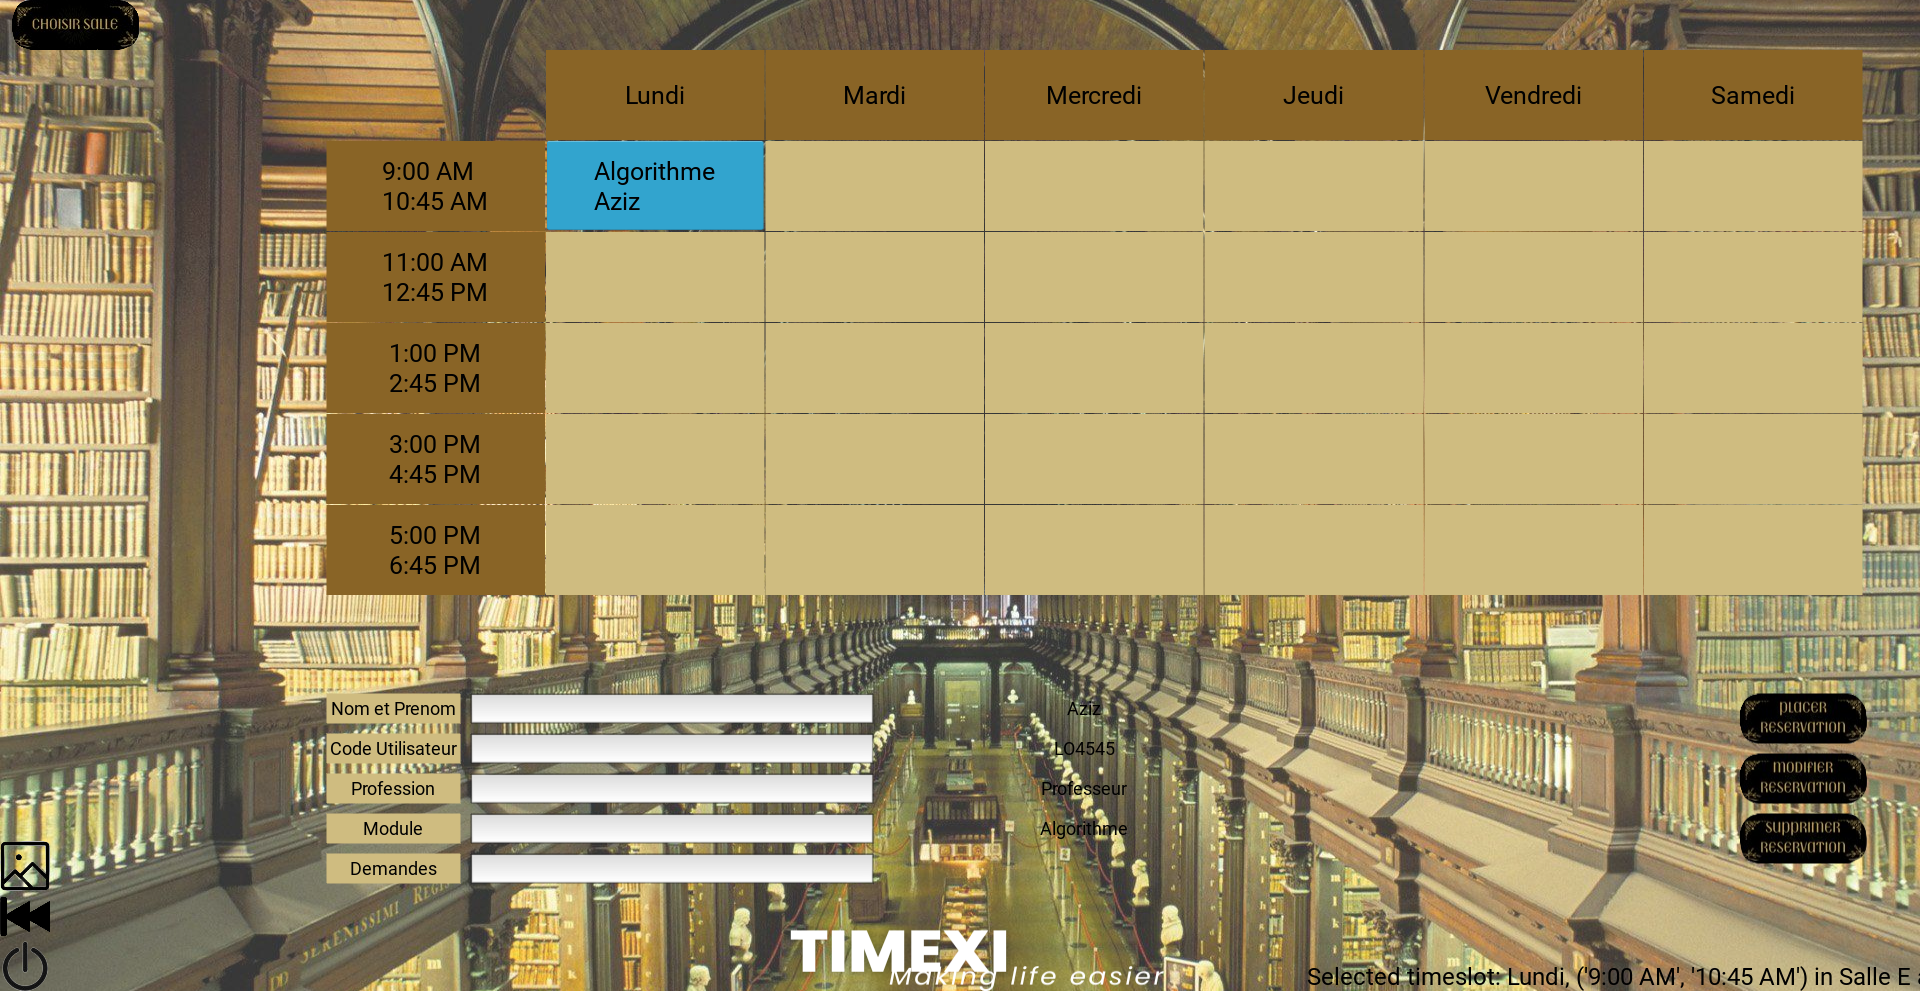 CHOISIR SALLE
Lundi Mardi Mercredi Jeudi Vendredi Samedi
9:00 AM
10:45 AM
Algorithme
Aziz
11:00 AM
12:45 PM
1:00 PM
2:45 PM
3:00 PM
4:45 PM
5:00 PM
6:45 PM
Nom et Prenom
Aziz
Code Utilisateur
LO4545
Profession
Professeur
Module
Algorithme
Demandes
PLACER
RESERVATION
MODIFIER
RESERVATION
SUPPRIMER
RESERVATION
TIMEXI
Making life easier
Selected timeslot: Lundi, ('9:00 AM', '10:45 AM') in Salle E